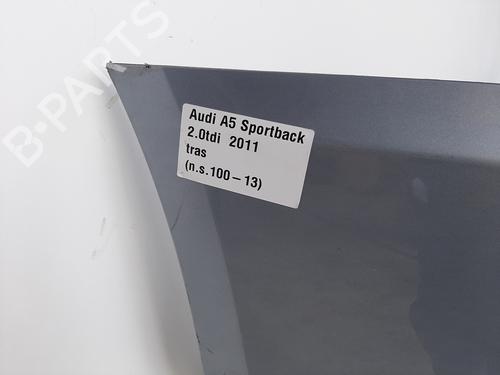 B-PARTS
Audi A5 Sportback
2.0tdi 2011
tras
(n.s.100-13)